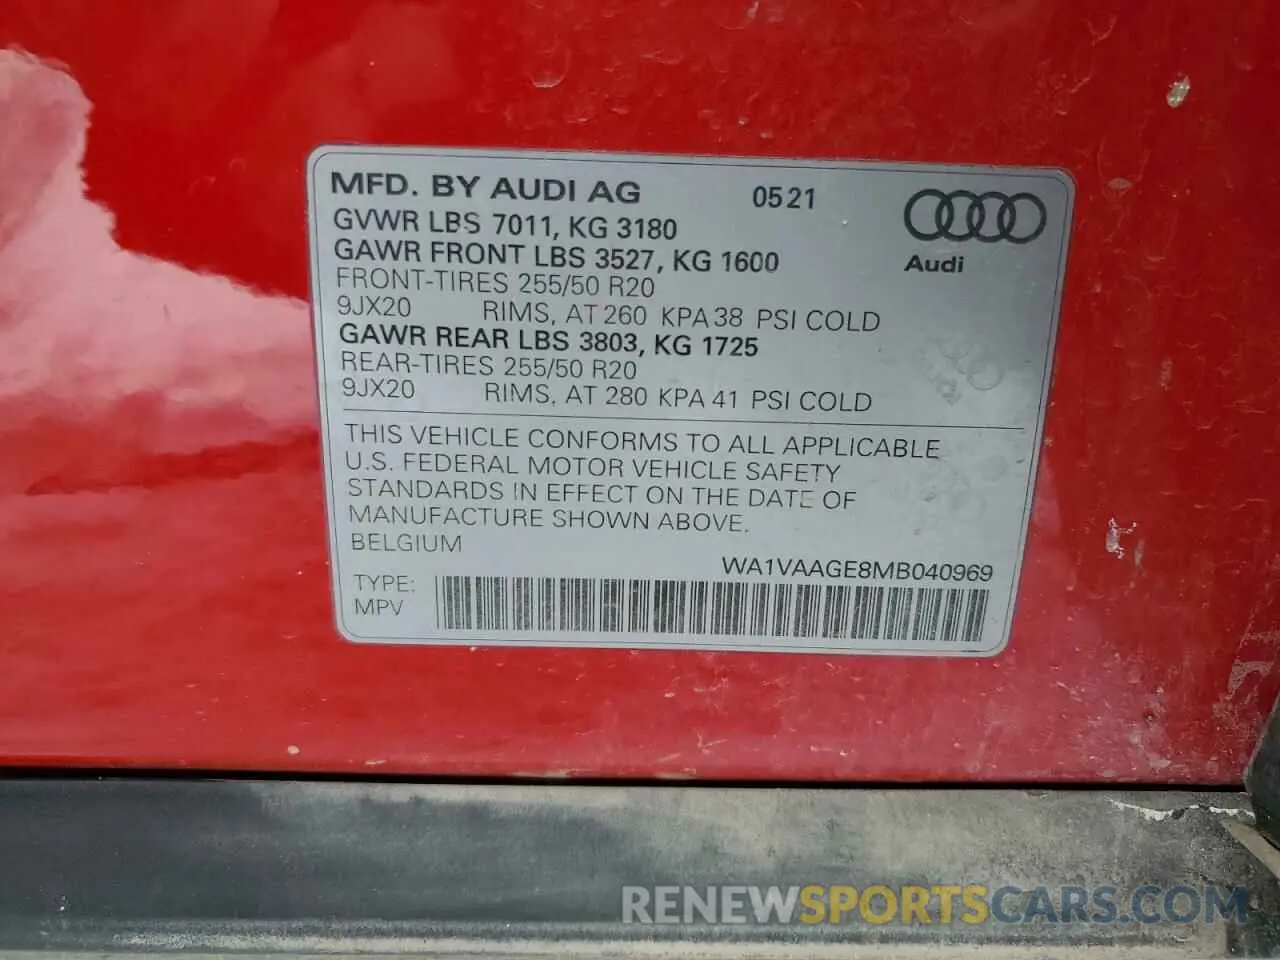 MFD. BY AUDI AG 0521
GVWR LBS 7011, KG 3180
GAWR FRONT LBS 3527, KG 1600
Audi
FRONT-TIRES 255/50 R20
9JX20 RIMS, AT 260 KPA 38 PSI COLD
GAWR REAR LBS 3803, KG 1725
REAR-TIRES 255/50 R20
9JX20 RIMS, AT 280 KPA 41 PSI COLD
THIS VEHICLE CONFORMS TO ALL APPLICABLE
U.S. FEDERAL MOTOR VEHICLE SAFETY
STANDARDS IN EFFECT ON THE DATE OF
MANUFACTURE SHOWN ABOVE.
BELGIUM
WA1VAAGE8MB040969
TYPE:
MPV
RENEWSPORTSCARS.COM